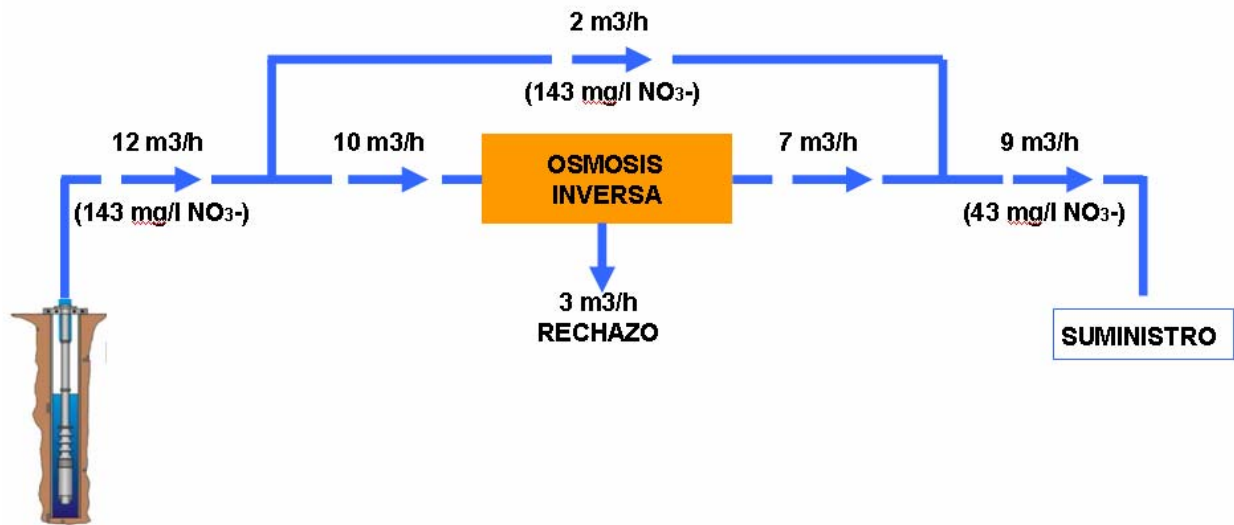 2 m3/h
(143 mg/l NO3-)
12 m3/h
10 m3/h
OSMOSIS
INVERSA
7 m3/h
9 m3/h
(143 mg/l NO3-)
(43 mg/l NO3-)
3 m3/h
RECHAZO
SUMINISTRO